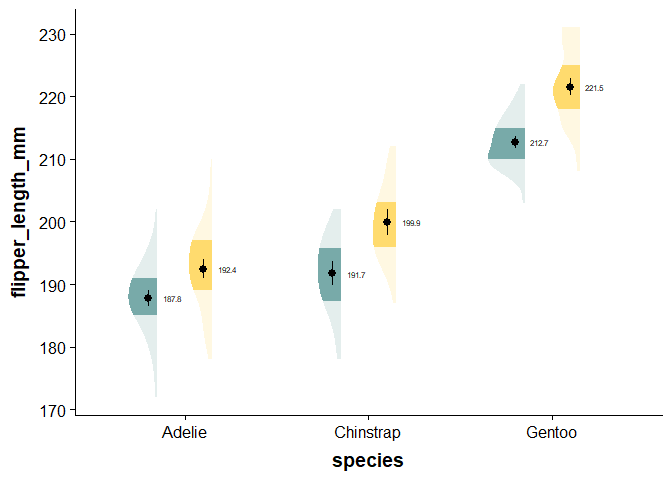 flipper_length_mm
230
220
210
200
190
180
170
187.8
192.4
191.7
199.9
212.7
221.5
Adelie
Chinstrap
Gentoo
species